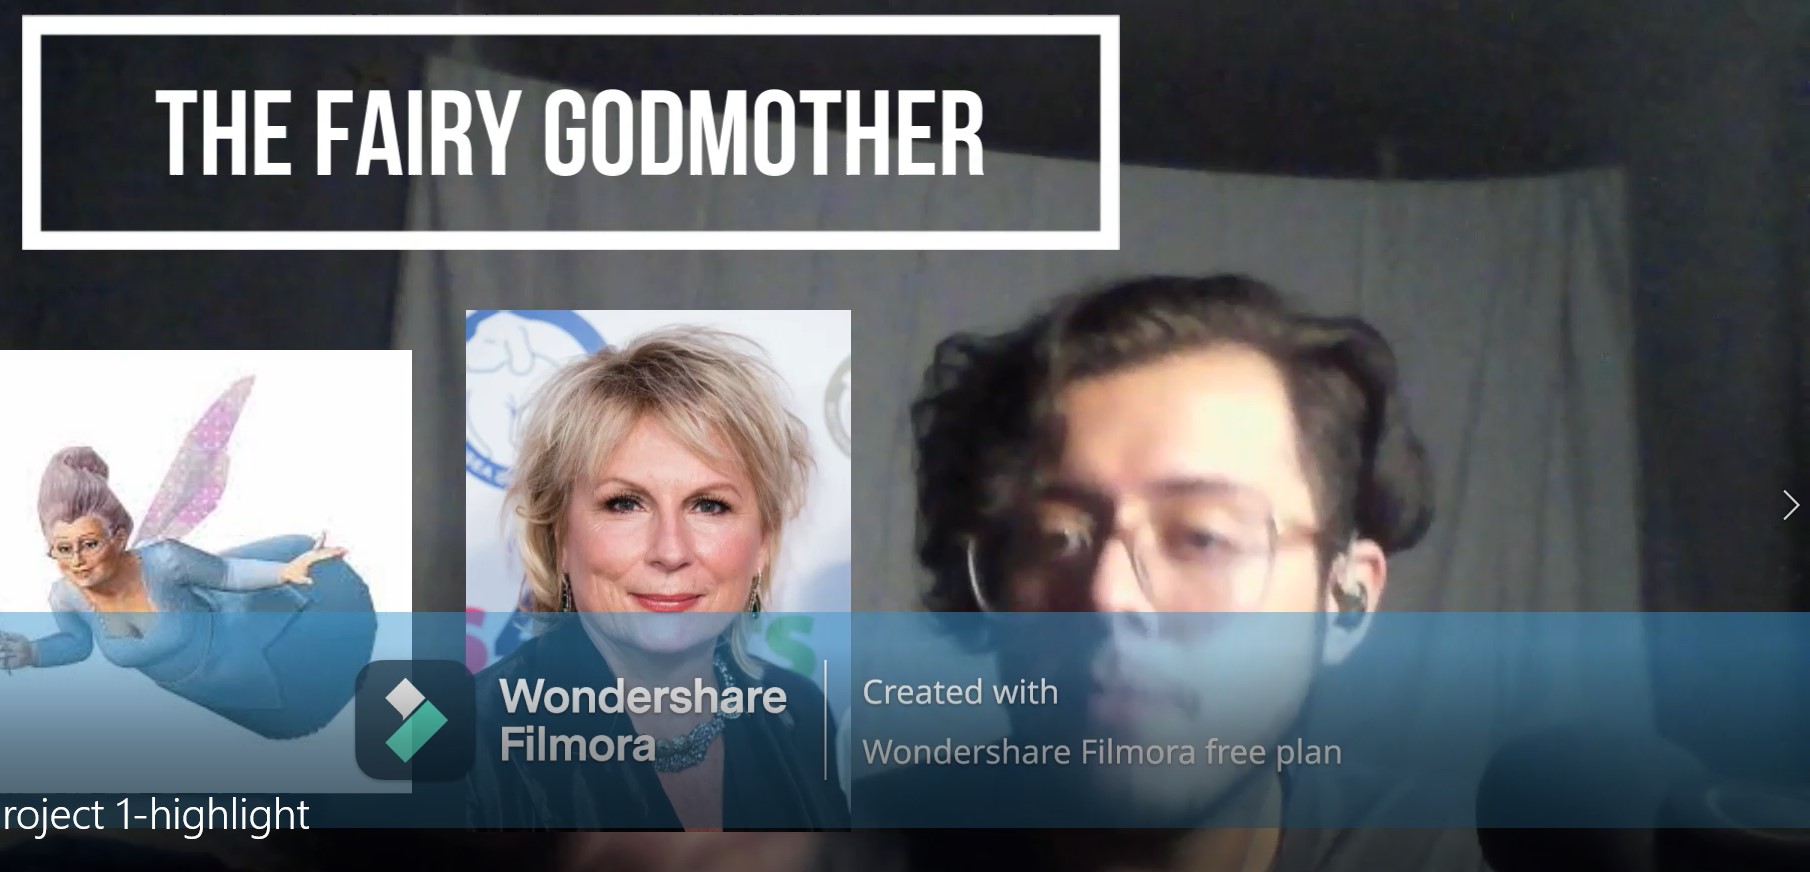 THE FAIRY GODMOTHER
Wondershare
Filmora
Created with
Wondershare Filmora free plan
roject 1-highlight